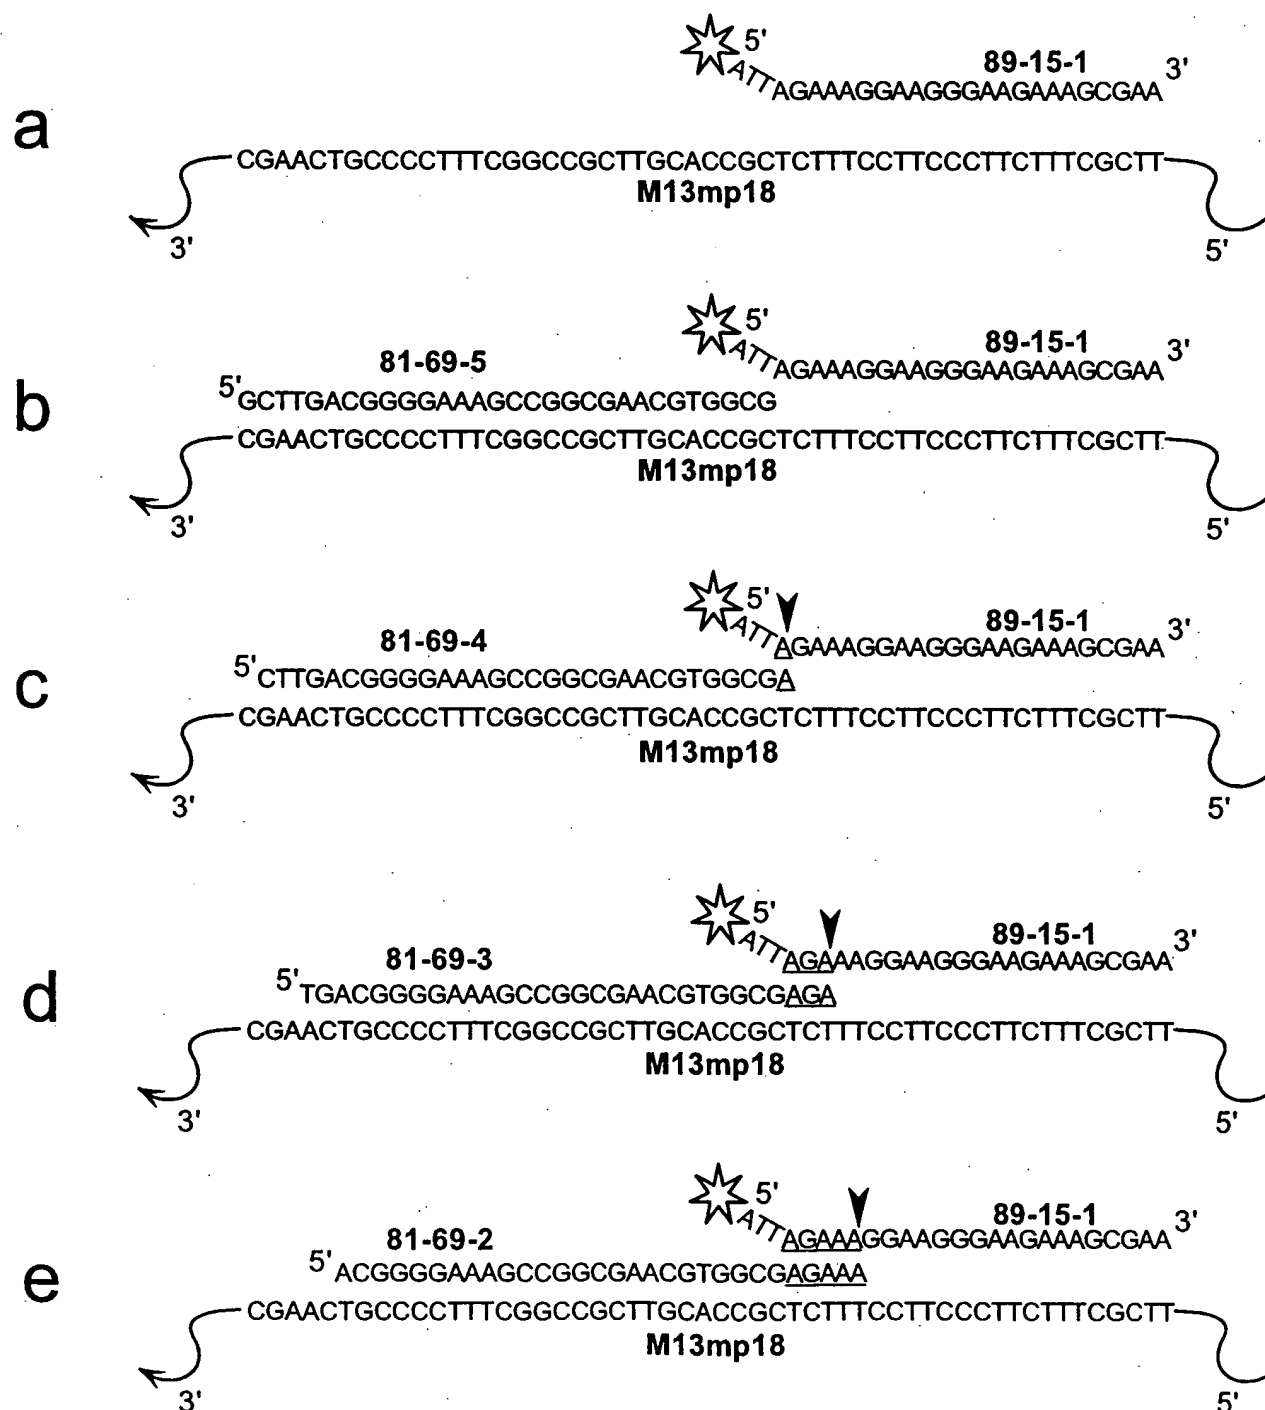 5'
89-15-1
3'
ATTAGAAAGGAAGGGAAGAAAGCGAA
a
CGAACTGCCCCTTTCGGCCGCTTGCACCGCTCTTTCCTTCCCTTCTTTCGCTT
M13mp18
3'
5'
5'
89-15-1
3'
ATTAGAAAGGAAGGGAAGAAAGCGAA
81-69-5
b
5'GCTTGACGGGGAAAGCCGGCGAACGTGGCG
CGAACTGCCCCTTTCGGCCGCTTGCACCGCTCTTTCCTTCCCTTCTTTCGCTT
M13mp18
3'
5'
5'
89-15-1
3'
ATTAGAAAGGAAGGGAAGAAAGCGAA
81-69-4
c
5'CTTGACGGGGAAAGCCGGCGAACGTGGCGA
CGAACTGCCCCTTTCGGCCGCTTGCACCGCTCTTTCCTTCCCTTCTTTCGCTT
M13mp18
3'
5'
5'
89-15-1
3'
ATTAGAAAGGAAGGGAAGAAAGCGAA
81-69-3
d
5'TGACGGGGAAAGCCGGCGAACGTGGCGAGA
CGAACTGCCCCTTTCGGCCGCTTGCACCGCTCTTTCCTTCCCTTCTTTCGCTT
M13mp18
3'
5'
5'
89-15-1
3'
ATTAGAAAGGAAGGGAAGAAAGCGAA
81-69-2
e
5'ACGGGGAAAGCCGGCGAACGTGGCGAGAAA
CGAACTGCCCCTTTCGGCCGCTTGCACCGCTCTTTCCTTCCCTTCTTTCGCTT
M13mp18
3'
5'